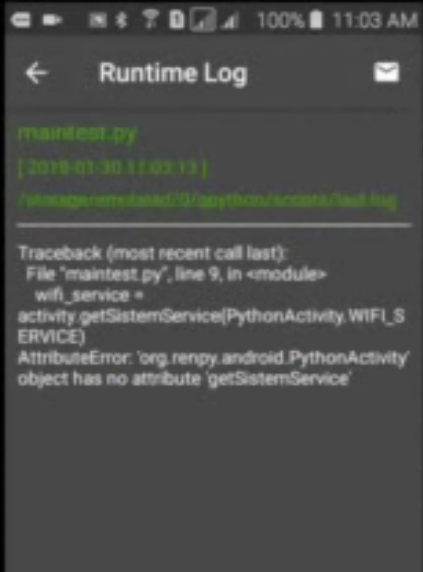 100% 11:03 AM
Runtime Log
maintest.py
[ 2018-01-30 11:03:13 ]
/storage/emulated/0/qpython/scripts/last.log
Traceback (most recent call last):
File "maintest.py", line 9, in <module>
wifi_service =
activity.getSistemService(PythonActivity.WIFI_S
ERVICE)
AttributeError: 'org.renpy.android.PythonActivity'
object has no attribute 'getSistemService'